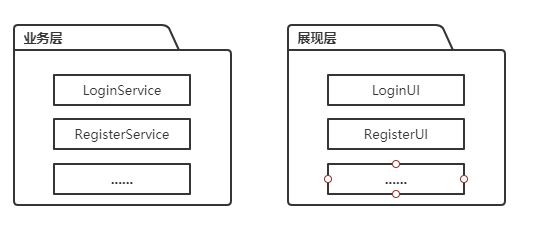 业务层
LoginService
RegisterService
......
展现层
LoginUI
RegisterUI
......